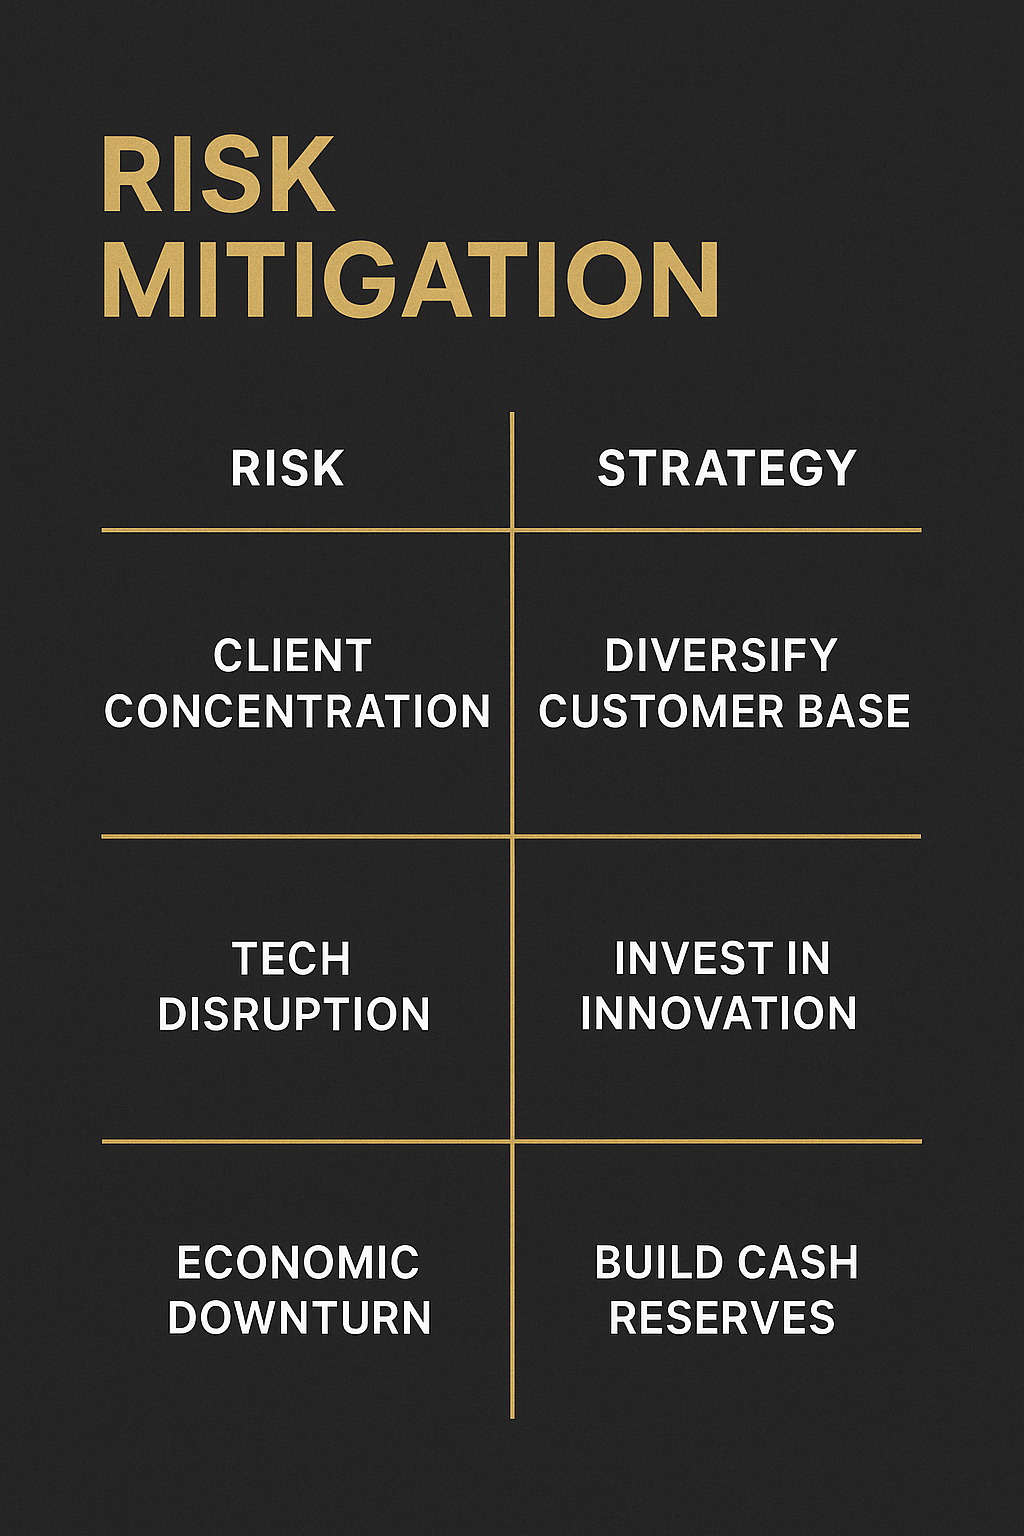 RISK
MITIGATION
RISK STRATEGY
CLIENT
CONCENTRATION
DIVERSIFY
CUSTOMER BASE
TECH
DISRUPTION
INVEST IN
INNOVATION
ECONOMIC
DOWNTURN
BUILD CASH
RESERVES